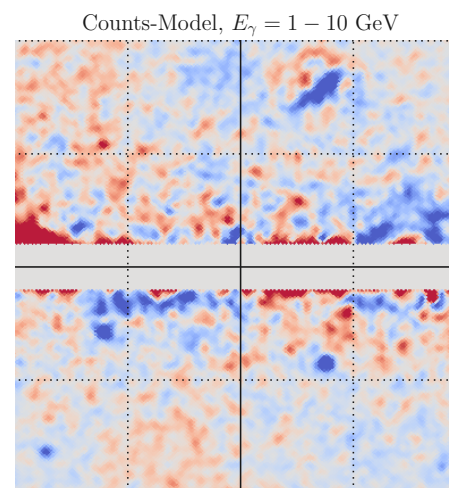 Counts-Model, $E_\gamma = 1 - 10$ GeV